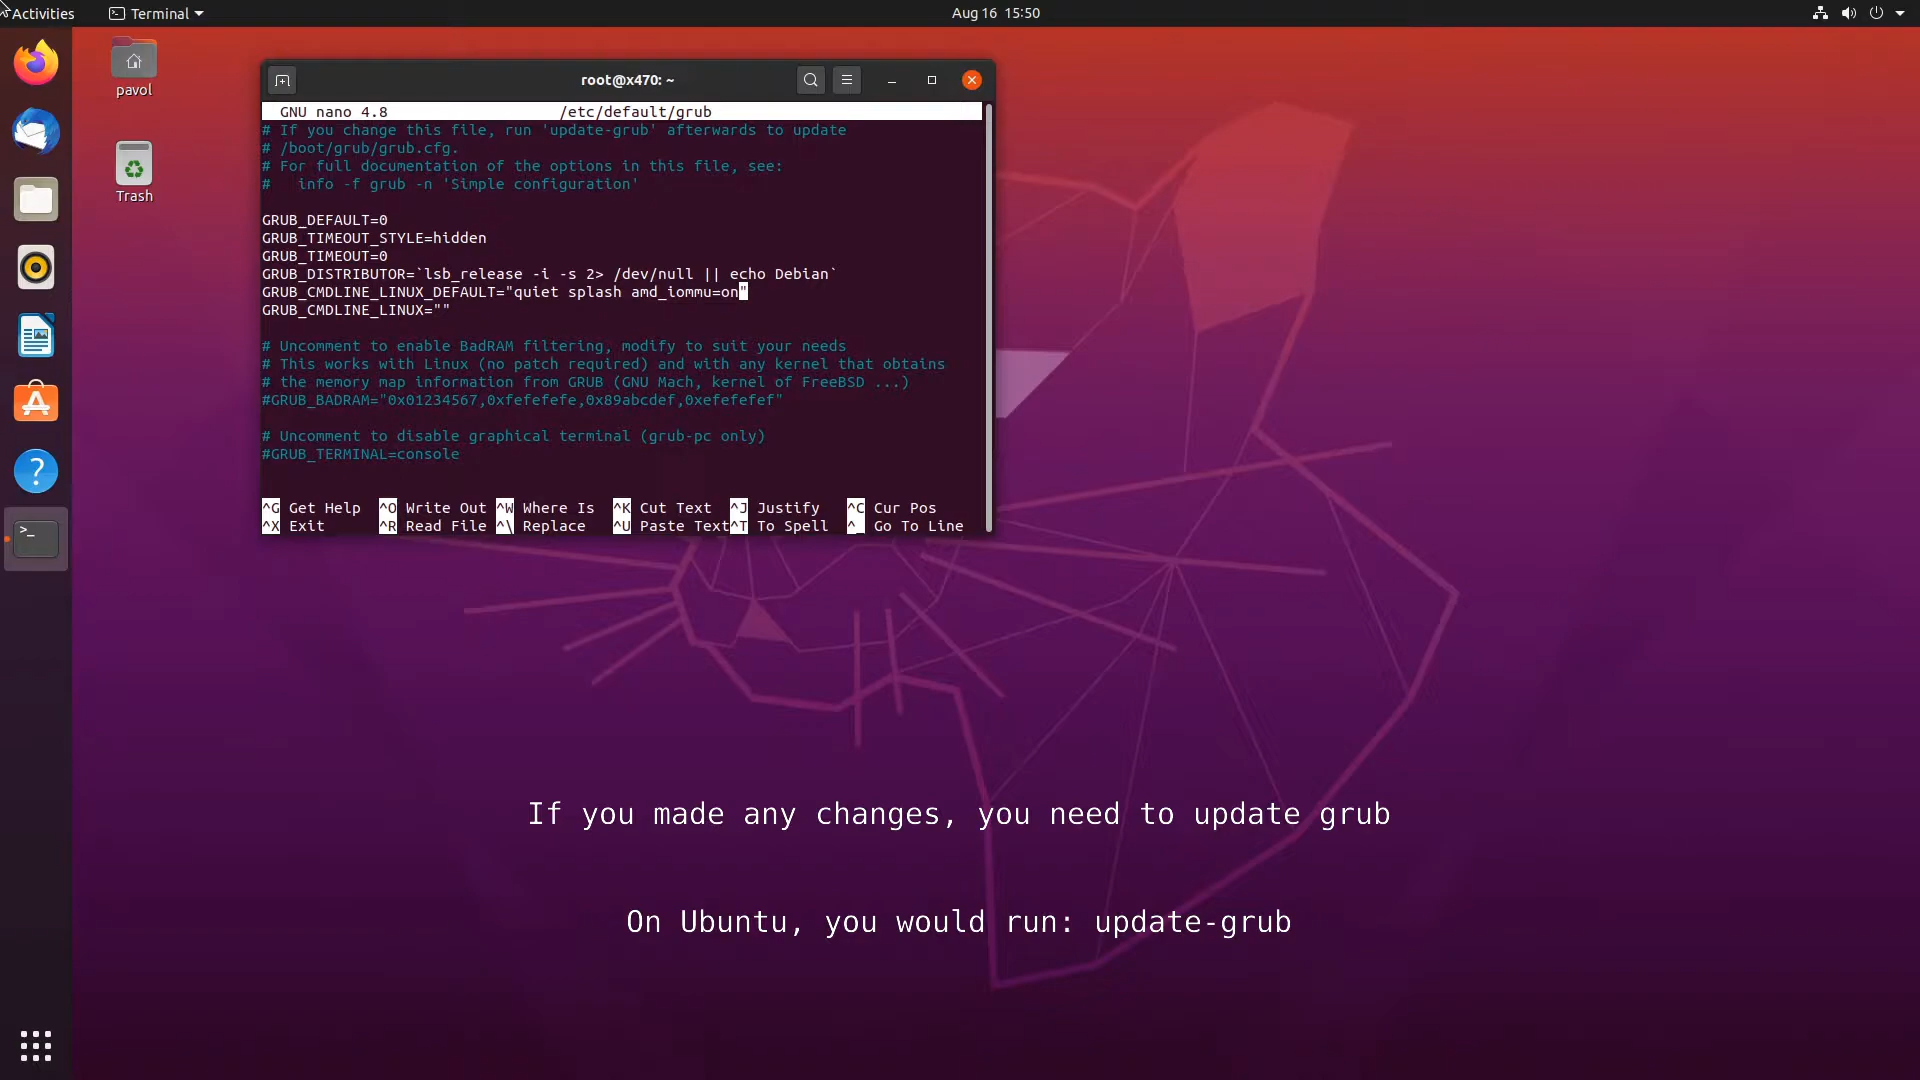 Activities
Terminal
Aug 16 15:50
pavol
Trash
root@x470: ~
GNU nano 4.8 /etc/default/grub
# If you change this file, run 'update-grub' afterwards to update
# /boot/grub/grub.cfg.
# For full documentation of the options in this file, see:
#   info -f grub -n 'Simple configuration'
GRUB_DEFAULT=0
GRUB_TIMEOUT_STYLE=hidden
GRUB_TIMEOUT=0
GRUB_DISTRIBUTOR=`lsb_release -i -s 2> /dev/null || echo Debian`
GRUB_CMDLINE_LINUX_DEFAULT="quiet splash amd_iommu=on"
GRUB_CMDLINE_LINUX=""
# Uncomment to enable BadRAM filtering, modify to suit your needs
# This works with Linux (no patch required) and with any kernel that obtains
# the memory map information from GRUB (GNU Mach, kernel of FreeBSD ...)
#GRUB_BADRAM="0x01234567,0xfefefefe,0x89abcdef,0xefefefef"
# Uncomment to disable graphical terminal (grub-pc only)
#GRUB_TERMINAL=console
^G Get Help ^O Write Out ^W Where Is ^K Cut Text ^J Justify ^C Cur Pos
^X Exit ^R Read File ^\ Replace ^U Paste Text ^T To Spell ^_ Go To Line
If you made any changes, you need to update grub
On Ubuntu, you would run: update-grub